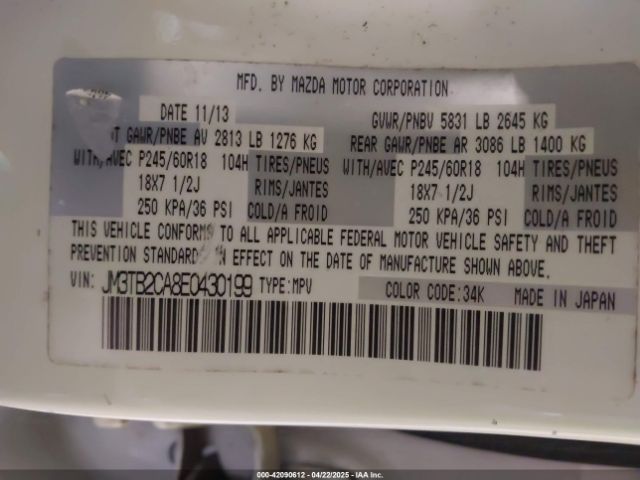 MFD. BY MAZDA MOTOR CORPORATION
DATE 11/13 GVWR/PNBV 5831 LB 2645 KG
T GAWR/PNBE AV 2813 LB 1276 KG REAR GAWR/PNBE AR 3086 LB 1400 KG
WITH/AVEC P245/60R18 104H TIRES/PNEUS WITH/AVEC P245/60R18 104H TIRES/PNEUS
18X7 1/2J RIMS/JANTES 18X7 1/2J RIMS/JANTES
250 KPA/36 PSI COLD/A FROID 250 KPA/36 PSI COLD/A FROID
THIS VEHICLE CONFORMS TO ALL APPLICABLE FEDERAL MOTOR VEHICLE SAFETY AND THEFT
PREVENTION STANDARDS IN EFFECT ON THE DATE OF MANUFACTURE SHOWN ABOVE.
VIN: JM3TB2CA8E0430199 TYPE:MPV COLOR CODE:34K MADE IN JAPAN
000-42090612 - 04/22/2025 - IAA Inc.